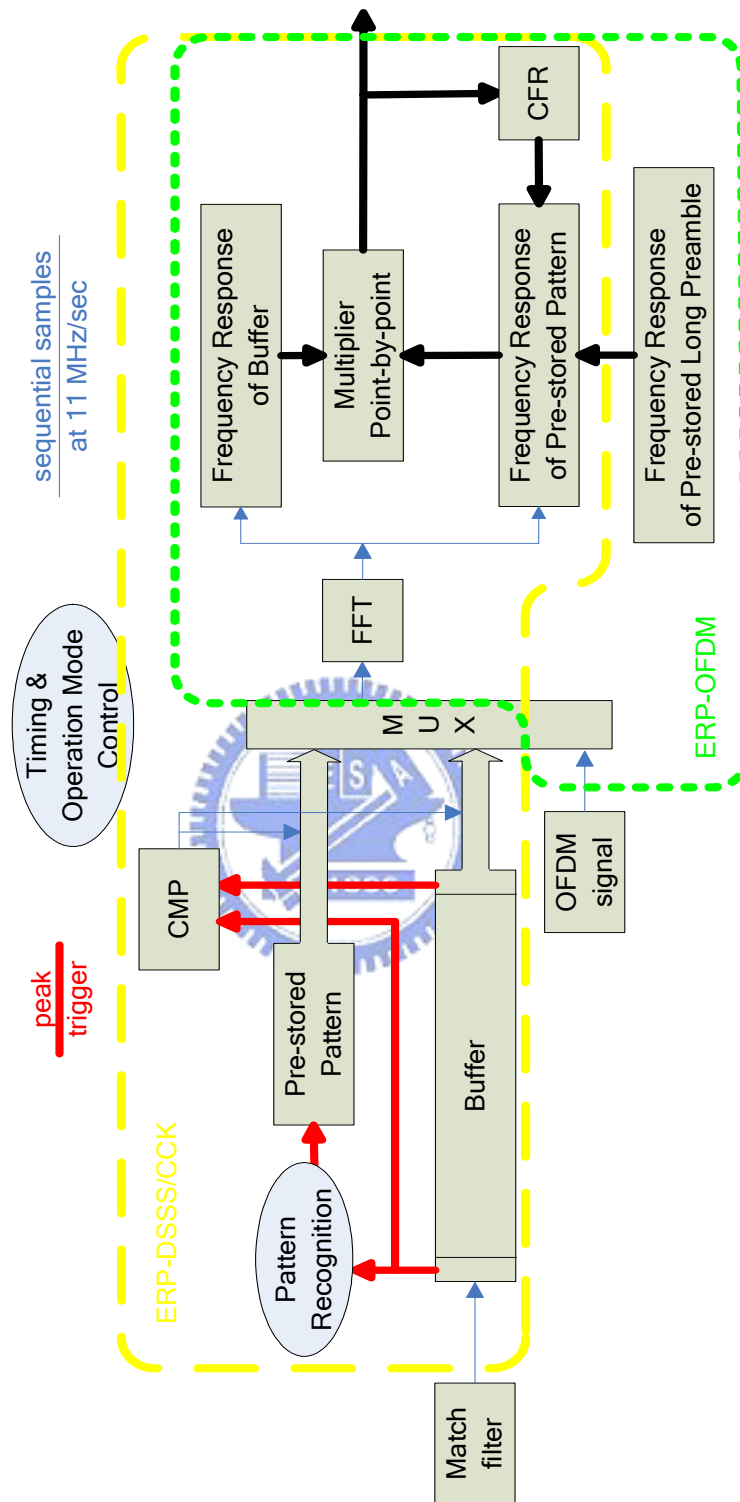 peak
trigger
Timing &
Operation Mode
Control
sequential samples
at 11 MHz/sec
ERP-DSSS/CCK
CMP
Pattern
Recognition
Pre-stored
Pattern
Match
filter
Buffer
M
U
X
OFDM
signal
FFT
Frequency Response
of Buffer
Multiplier
Point-by-point
Frequency Response
of Pre-stored Pattern
CFR
Frequency Response
of Pre-stored Long Preamble
ERP-OFDM